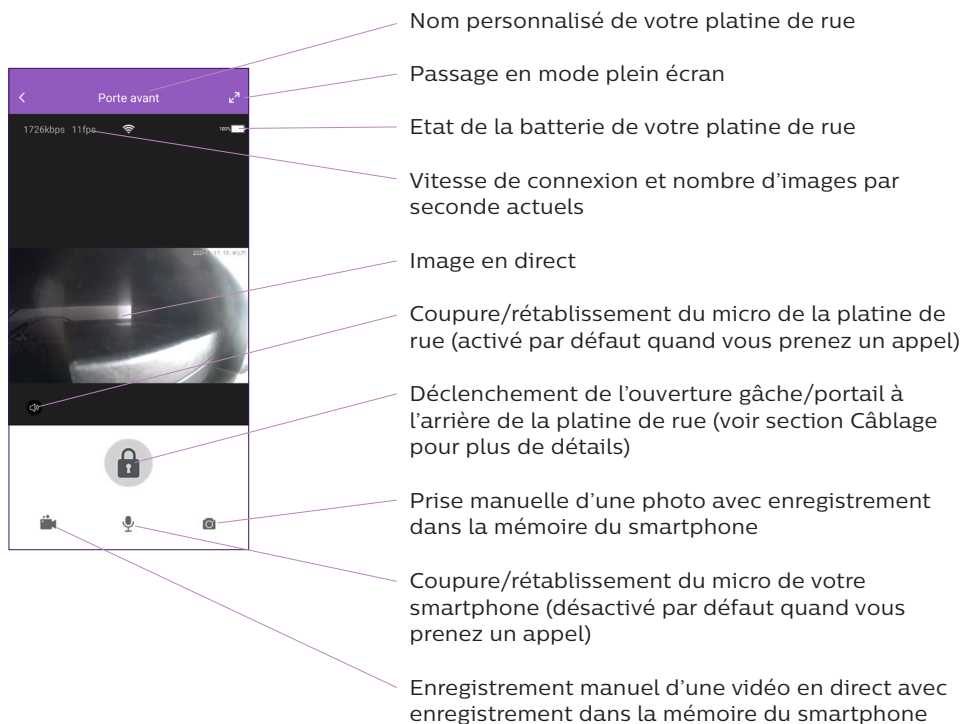 Nom personnalisé de votre platine de rue
Passage en mode plein écran
Porte avant
1726kbps 11fps
100%
Etat de la batterie de votre platine de rue
Vitesse de connexion et nombre d’images par
seconde actuels
Image en direct
Coupure/rétablissement du micro de la platine de
rue (activé par défaut quand vous prenez un appel)
Déclenchement de l’ouverture gâche/portail à
l’arrière de la platine de rue (voir section Câblage
pour plus de détails)
Prise manuelle d’une photo avec enregistrement
dans la mémoire du smartphone
Coupure/rétablissement du micro de votre
smartphone (désactivé par défaut quand vous
prenez un appel)
Enregistrement manuel d’une vidéo en direct avec
enregistrement dans la mémoire du smartphone